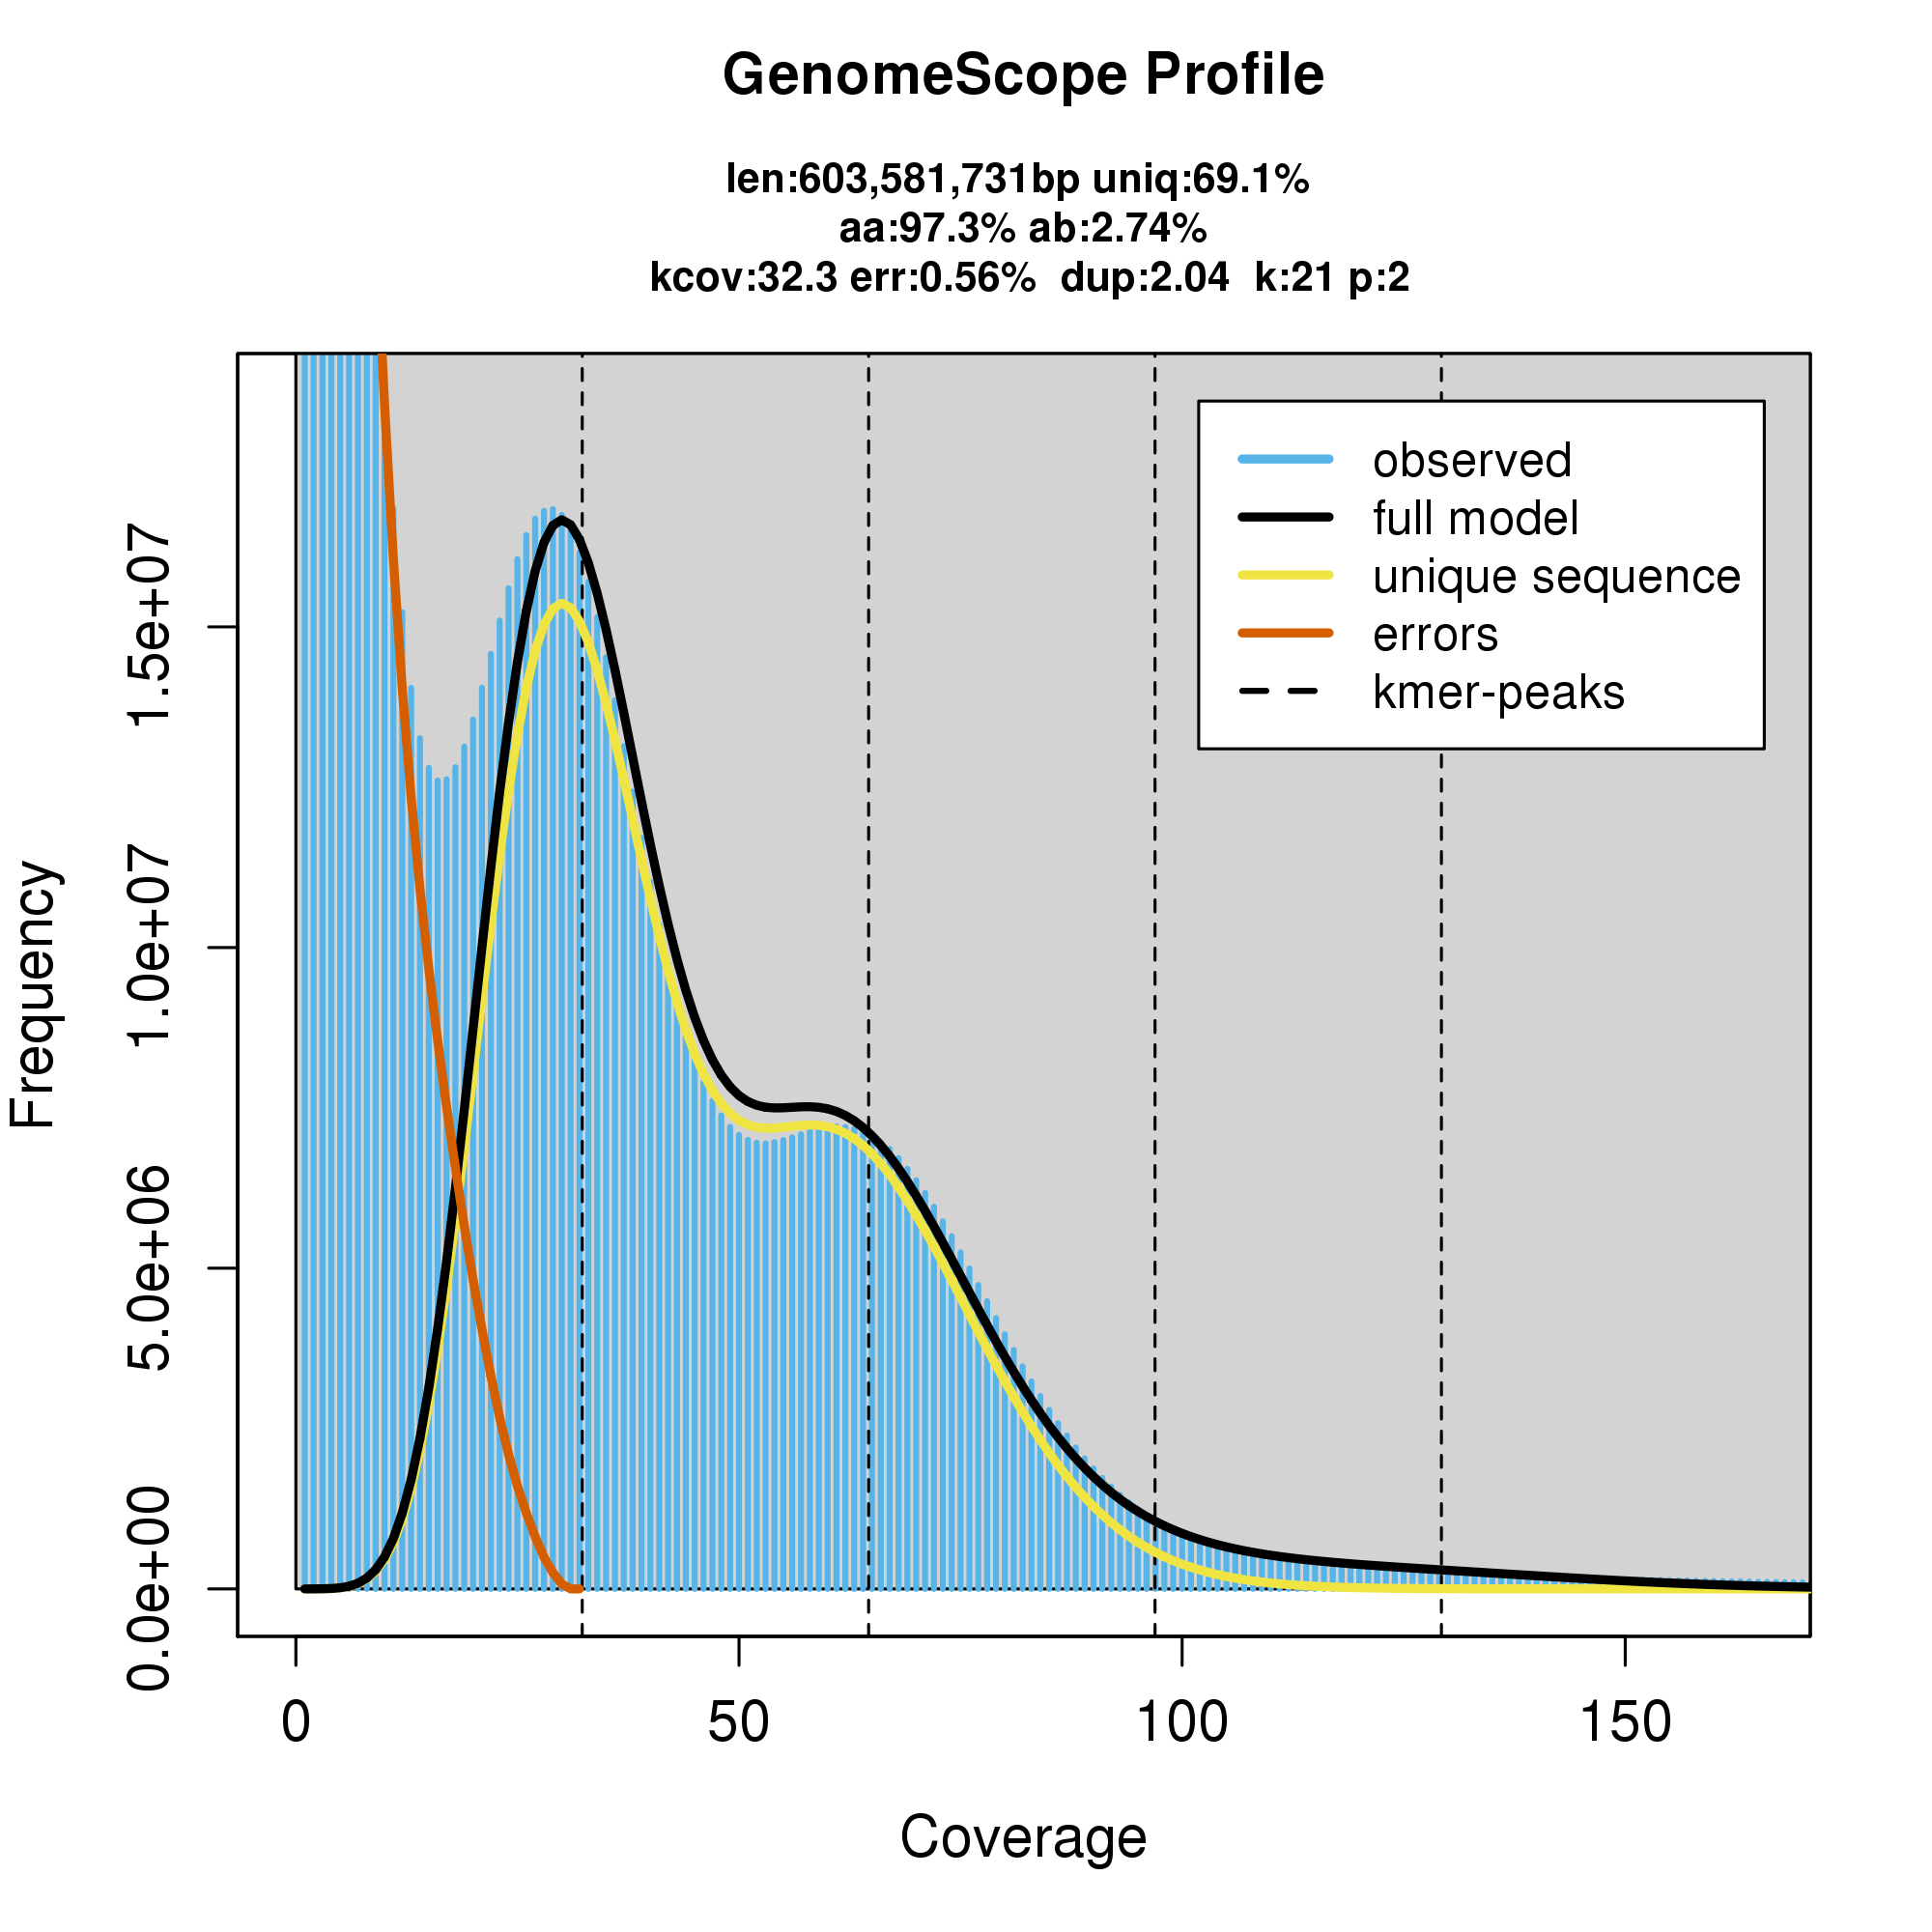 GenomeScope Profile
len:603,581,731bp uniq:69.1%
aa:97.3% ab:2.74%
kcov:32.3 err:0.56% dup:2.04 k:21 p:2
observed
full model
unique sequence
errors
kmer-peaks
Frequency
1.5e+07
1.0e+07
5.0e+06
0.0e+00
0 50 100 150
Coverage